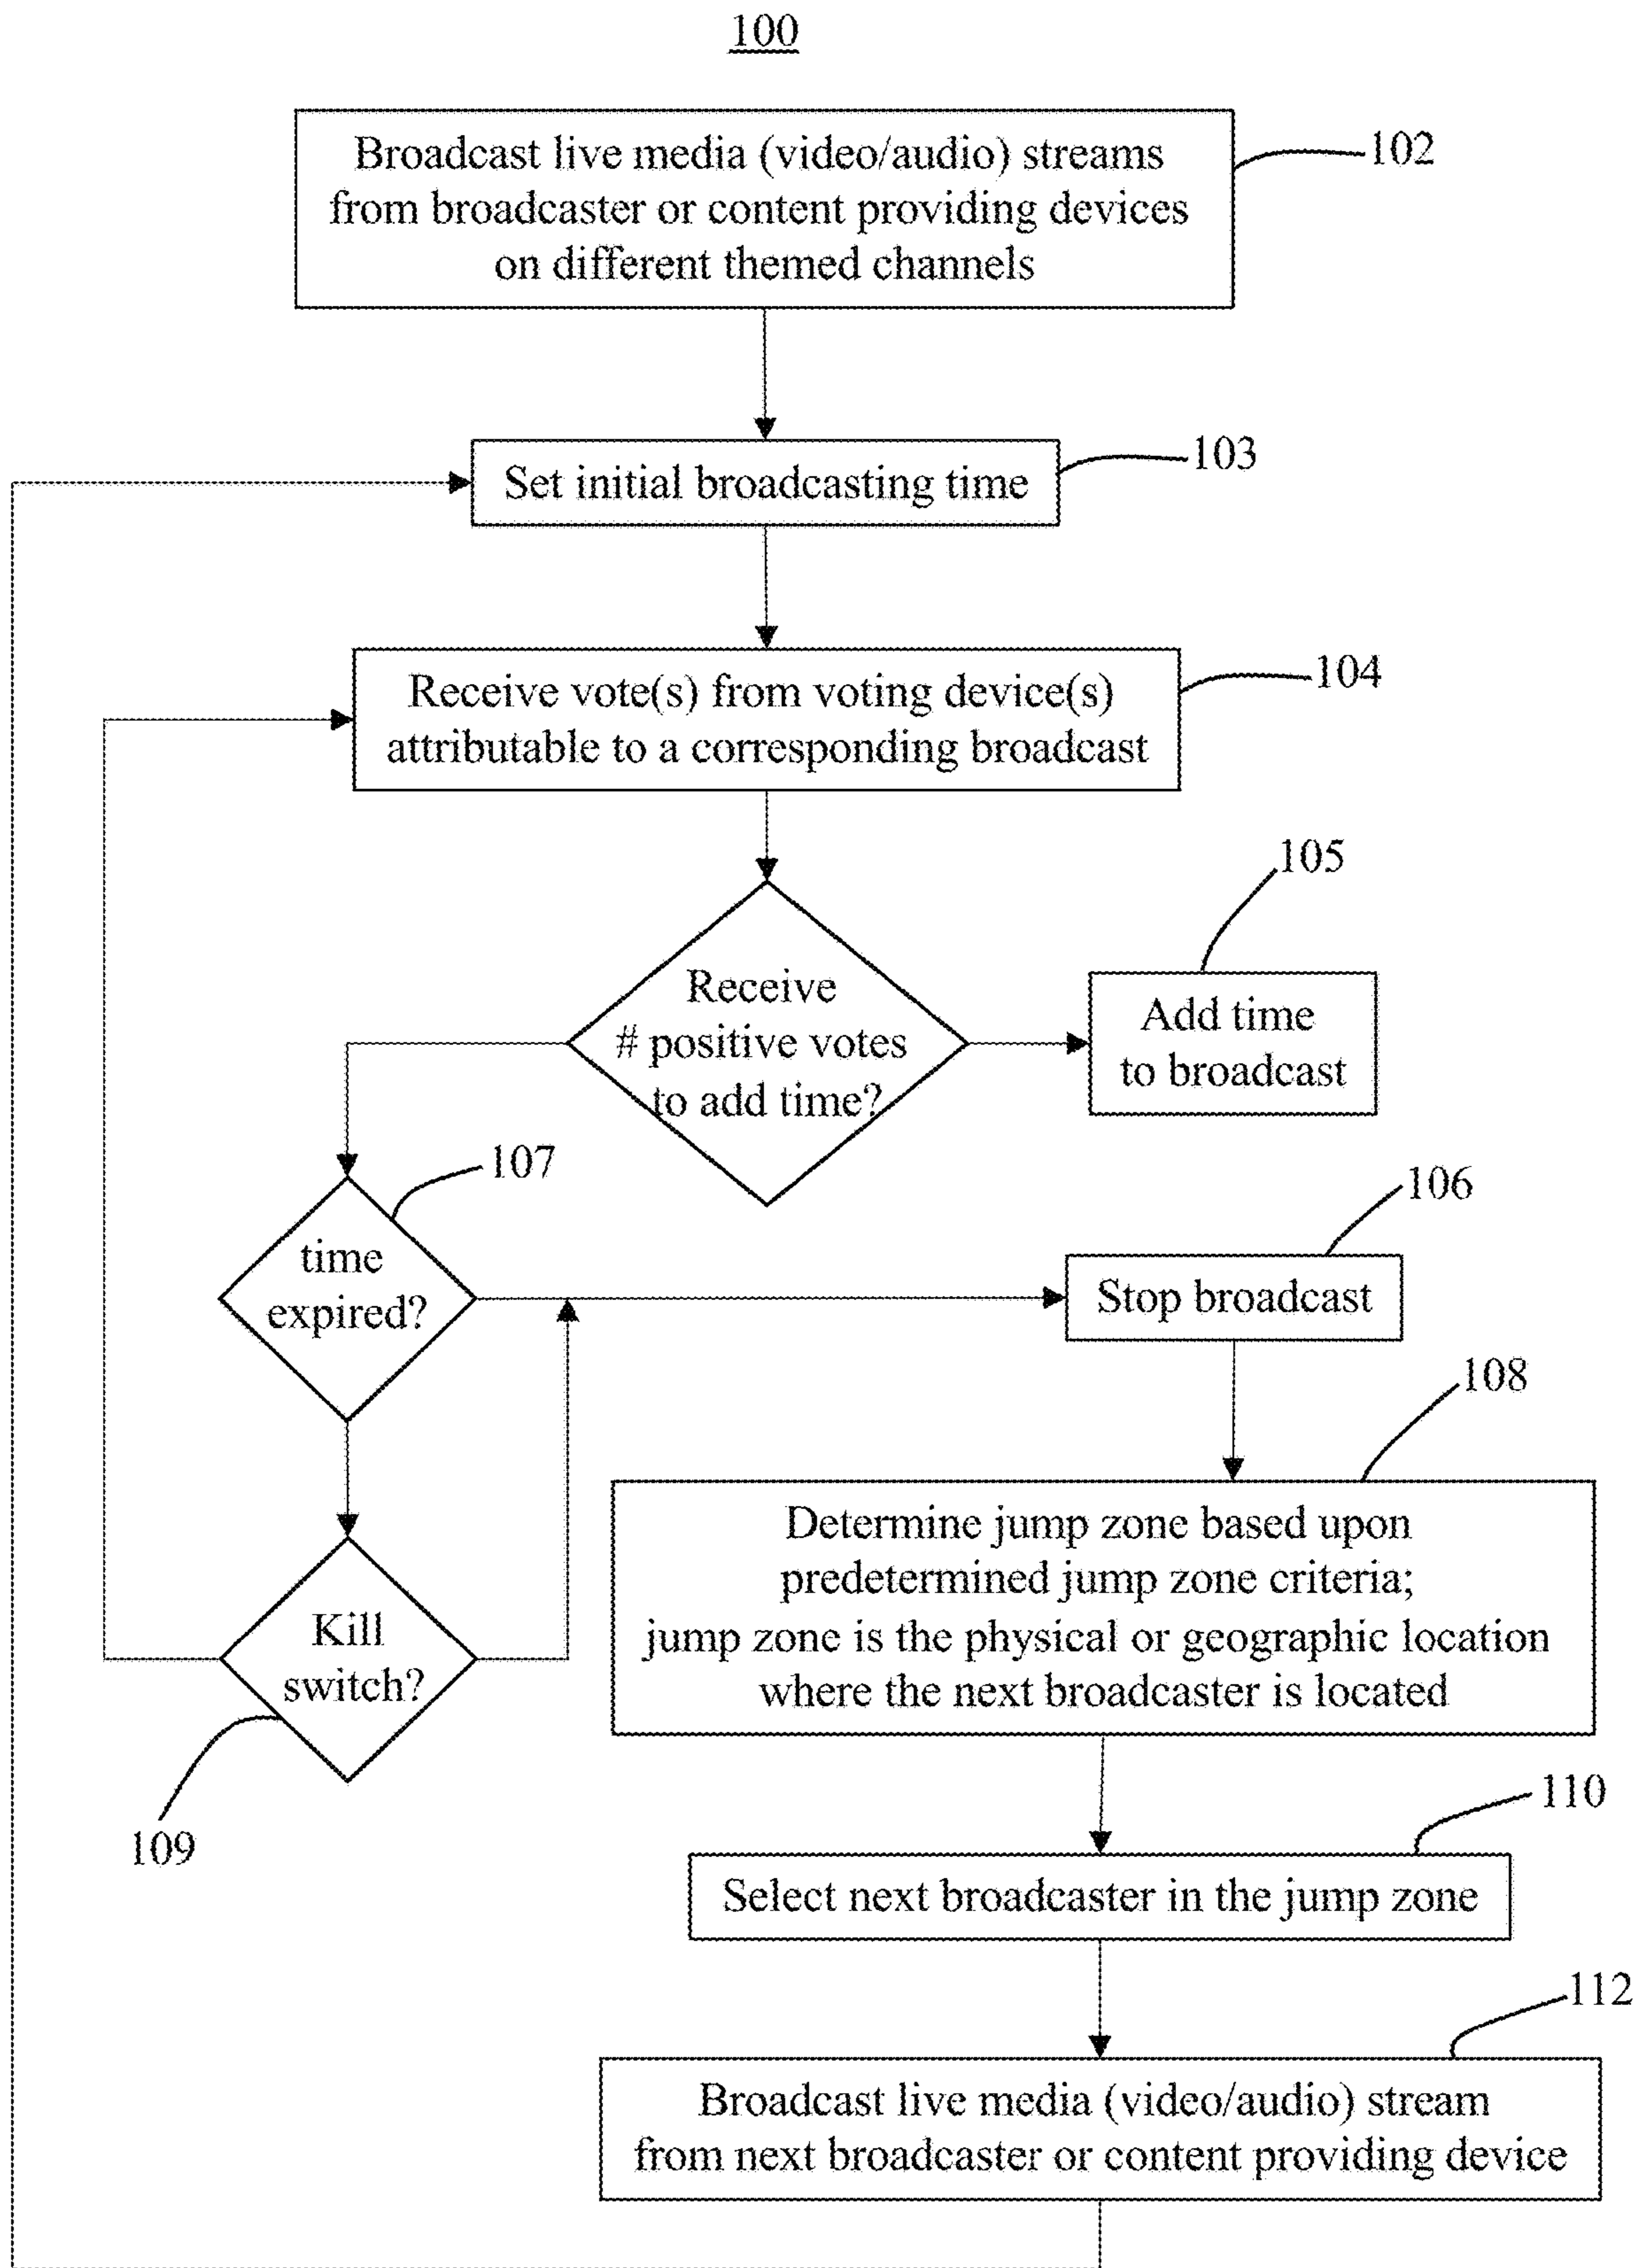 100
Broadcast live media (video/audio) streams
from broadcaster or content providing devices
on different themed channels
102
Set initial broadcasting time
103
Receive vote(s) from voting device(s)
attributable to a corresponding broadcast
104
Receive
# positive votes
to add time?
105
Add time
to broadcast
107
time
expired?
106
Stop broadcast
108
Determine jump zone based upon
predetermined jump zone criteria;
jump zone is the physical or geographic location
where the next broadcaster is located
Kill
switch?
109
110
Select next broadcaster in the jump zone
112
Broadcast live media (video/audio) stream
from next broadcaster or content providing device